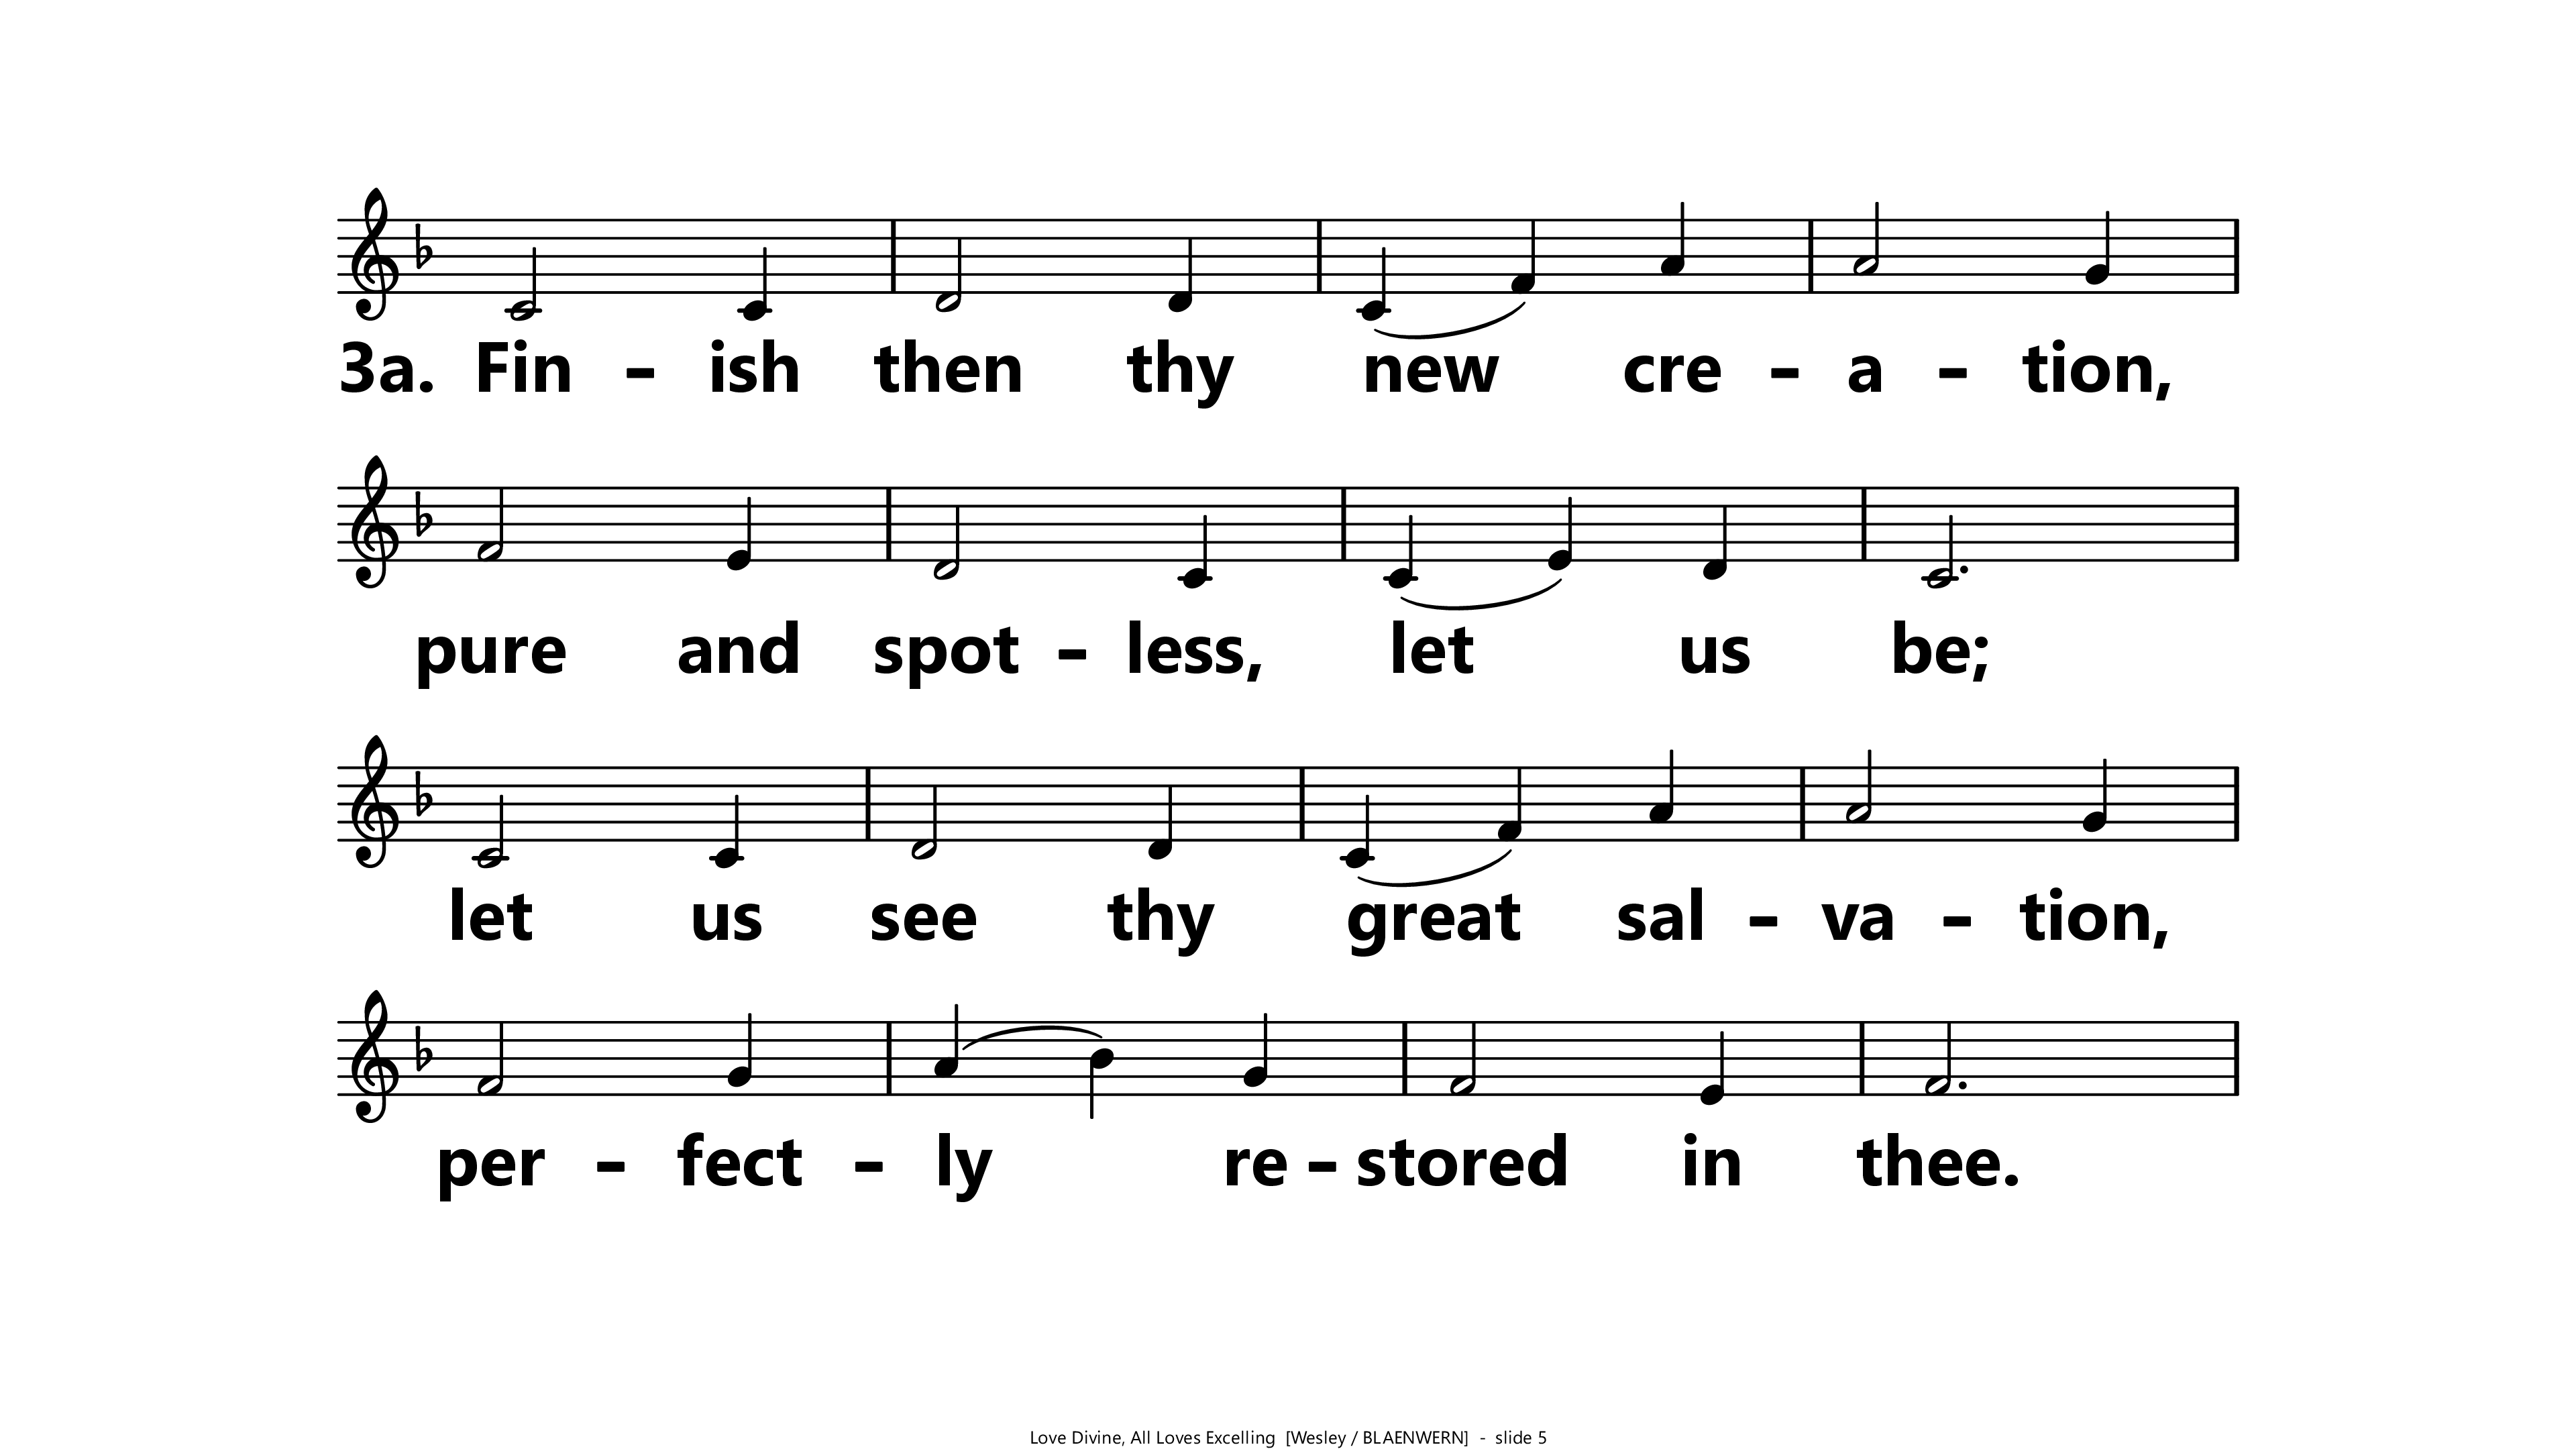 3a. Fin - ish then thy new cre - a - tion,
pure and spot - less, let us be;
let us see thy great sal - va - tion,
per - fect - ly re - stored in thee.
Love Divine, All Loves Excelling [Wesley / BLAENWERN] - slide 5